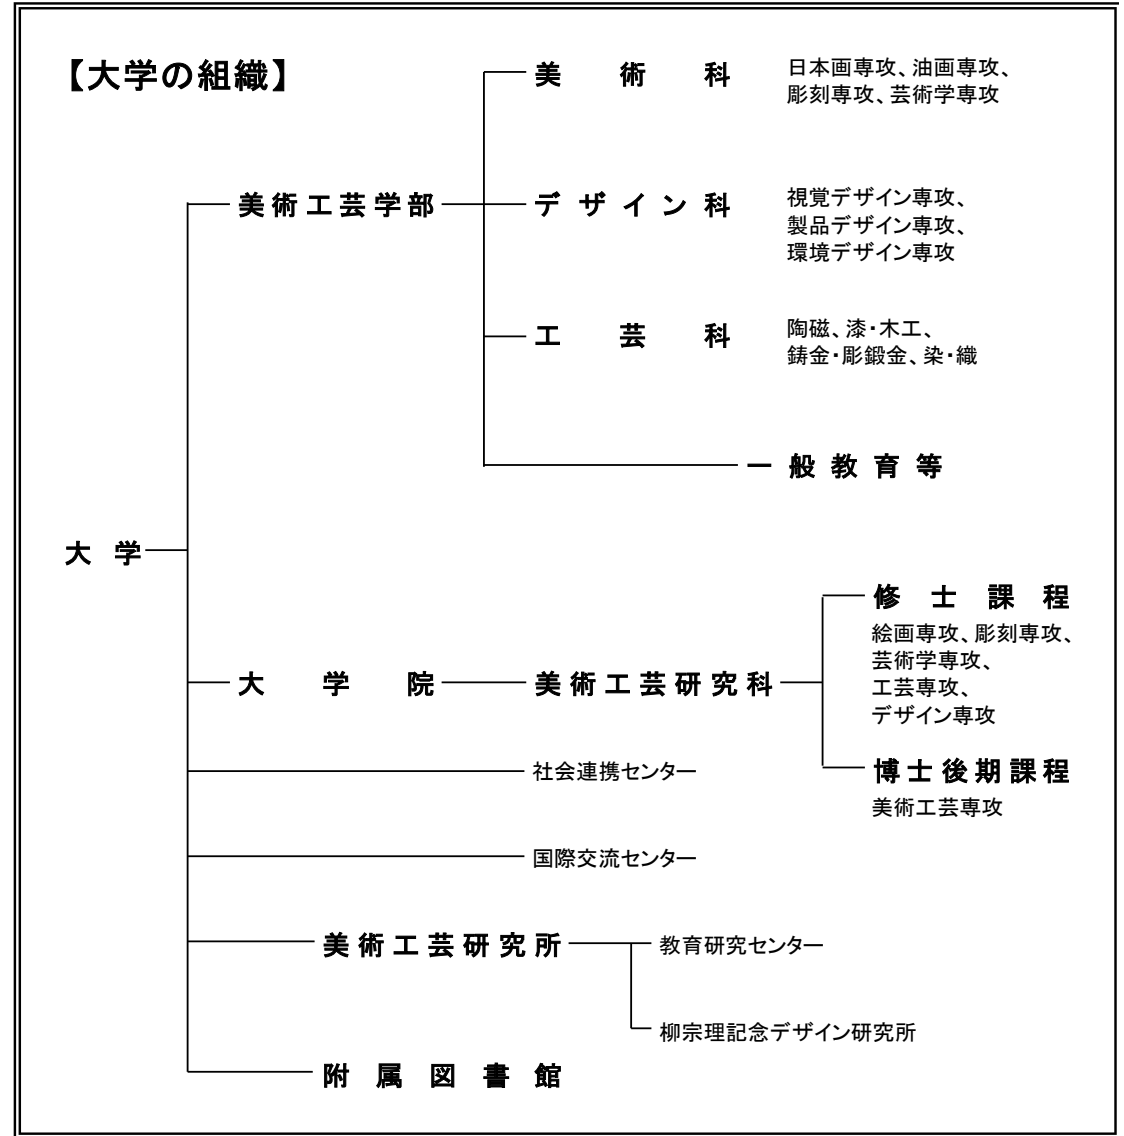 【大学の組織】
美術科
日本画専攻、油画専攻、
彫刻専攻、芸術学専攻
美術工芸学部
デザイン科
視覚デザイン専攻、
製品デザイン専攻、
環境デザイン専攻
工芸科
陶磁、漆・木工、
鋳金・彫鍛金、染・織
一般教育等
大学
大学院
美術工芸研究科
修士課程
絵画専攻、彫刻専攻、
芸術学専攻、
工芸専攻、
デザイン専攻
博士後期課程
美術工芸専攻
社会連携センター
国際交流センター
美術工芸研究所
教育研究センター
柳宗理記念デザイン研究所
附属図書館